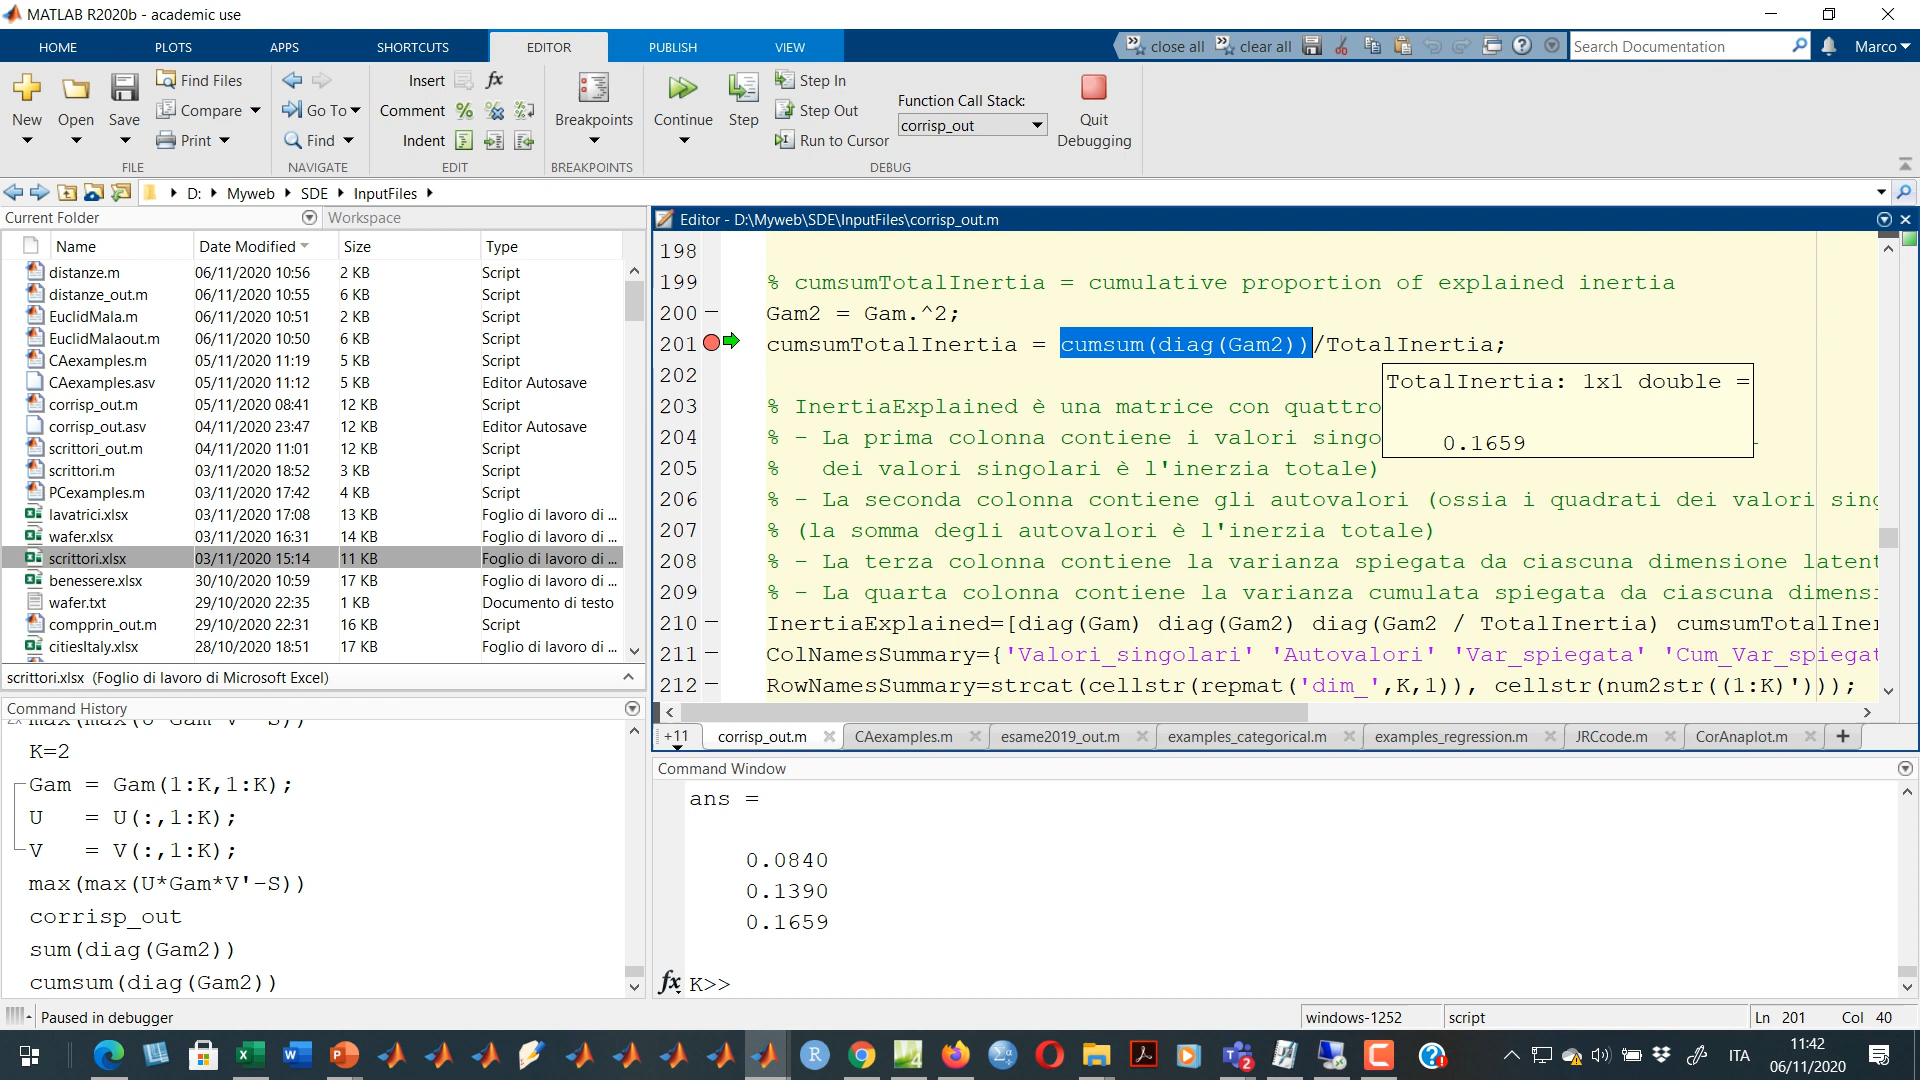 MATLAB R2020b - academic use
HOME PLOTS APPS SHORTCUTS EDITOR PUBLISH VIEW close all clear all Search Documentation Marco
New Open Save Find Files Compare Print FILE
Go To Find NAVIGATE
Insert fx
Comment
Indent
EDIT
Breakpoints BREAKPOINTS
Continue Step Step In Step Out Run to Cursor
Function Call Stack:
corrisp_out
Quit Debugging
DEBUG
D: Myweb SDE InputFiles
Current Folder Workspace
Name Date Modified Size Type
distanze.m 06/11/2020 10:56 2 KB Script
distanze_out.m 06/11/2020 10:55 6 KB Script
EuclidMala.m 06/11/2020 10:51 2 KB Script
EuclidMalaout.m 06/11/2020 10:50 6 KB Script
CAexamples.m 05/11/2020 11:19 5 KB Script
CAexamples.asv 05/11/2020 11:12 5 KB Editor Autosave
corrisp_out.m 05/11/2020 08:41 12 KB Script
corrisp_out.asv 04/11/2020 23:47 12 KB Editor Autosave
scrittori_out.m 04/11/2020 11:01 12 KB Script
scrittori.m 03/11/2020 18:52 3 KB Script
PCexamples.m 03/11/2020 17:42 4 KB Script
lavatrici.xlsx 03/11/2020 17:08 13 KB Foglio di lavoro di ...
wafer.xlsx 03/11/2020 16:31 14 KB Foglio di lavoro di ...
scrittori.xlsx 03/11/2020 15:14 11 KB Foglio di lavoro di ...
benessere.xlsx 30/10/2020 10:59 17 KB Foglio di lavoro di ...
wafer.txt 29/10/2020 22:35 1 KB Documento di testo
compprin_out.m 29/10/2020 22:31 16 KB Script
citiesItaly.xlsx 28/10/2020 18:51 17 KB Foglio di lavoro di ...
scrittori.xlsx (Foglio di lavoro di Microsoft Excel)
Command History
K=2
Gam = Gam(1:K,1:K);
U = U(:,1:K);
V = V(:,1:K);
max(max(U*Gam*V'-S))
corrisp_out
sum(diag(Gam2))
cumsum(diag(Gam2))
Editor - D:\Myweb\SDE\InputFiles\corrisp_out.m
198
199 % cumsumTotalInertia = cumulative proportion of explained inertia
200 Gam2 = Gam.^2;
201 cumsumTotalInertia = cumsum(diag(Gam2))/TotalInertia;
202
TotalInertia: 1x1 double =
0.1659
203 % InertiaExplained è una matrice con quattro
204 % - La prima colonna contiene i valori singo
205 % dei valori singolari è l'inerzia totale)
206 % - La seconda colonna contiene gli autovalori (ossia i quadrati dei valori sing
207 % (la somma degli autovalori è l'inerzia totale)
208 % - La terza colonna contiene la varianza spiegata da ciascuna dimensione latent
209 % - La quarta colonna contiene la varianza cumulata spiegata da ciascuna dimensi
210 InertiaExplained=[diag(Gam) diag(Gam2) diag(Gam2 / TotalInertia) cumsumTotalIner
211 ColNamesSummary={'Valori_singolari' 'Autovalori' 'Var_spiegata' 'Cum_Var_spiegat
212 RowNamesSummary=strcat(cellstr(repmat('dim_',K,1)), cellstr(num2str((1:K)')));
+11 corrisp_out.m CAexamples.m esame2019_out.m examples_categorical.m examples_regression.m JRCcode.m CorAnaplot.m +
Command Window
ans =
0.0840
0.1390
0.1659
fx K>>
Paused in debugger windows-1252 script Ln 201 Col 40
ITA 11:42
06/11/2020